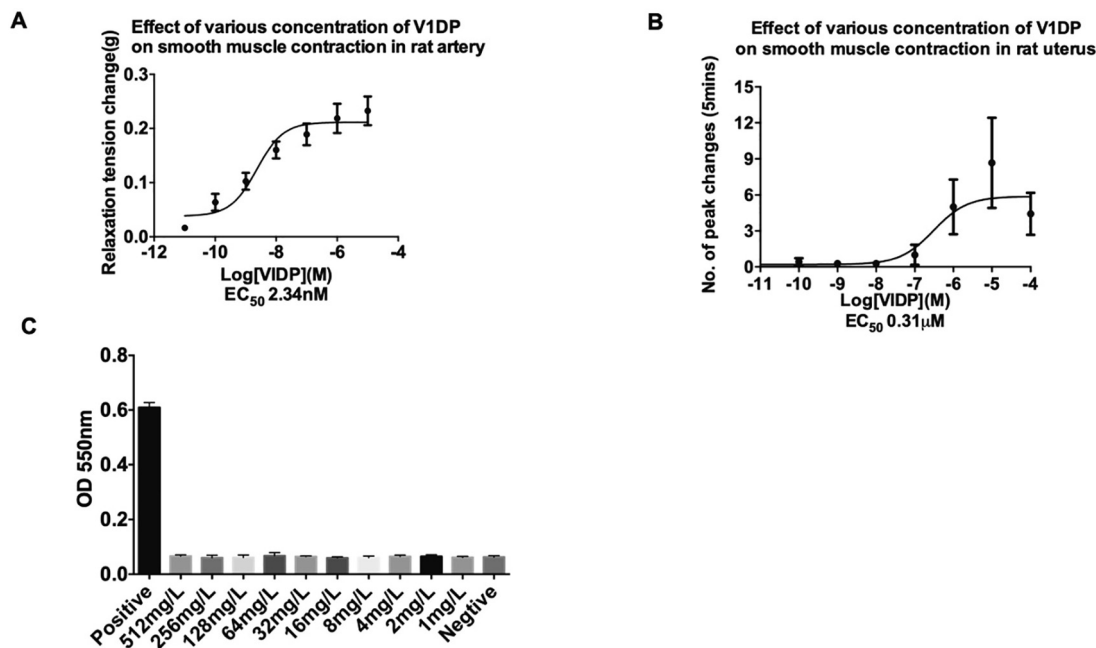 A
Effect of various concentration of V1DP
on smooth muscle contraction in rat artery
Relaxation tension change(g)
0.3
0.2
0.1
0.0
-12
-10
-8
-6
-4
Log[VIDP](M)
EC50 2.34nM
B
Effect of various concentration of V1DP
on smooth muscle contraction in rat uterus
No. of peak changes (5mins)
15
12
9
6
3
0
-11
-10
-9
-8
-7
-6
-5
-4
Log[VIDP](M)
EC50 0.31μM
C
OD 550nm
0.8
0.6
0.4
0.2
0.0
Positive
512mg/L
256mg/L
128mg/L
64mg/L
32mg/L
16mg/L
8mg/L
4mg/L
2mg/L
1mg/L
Negtive